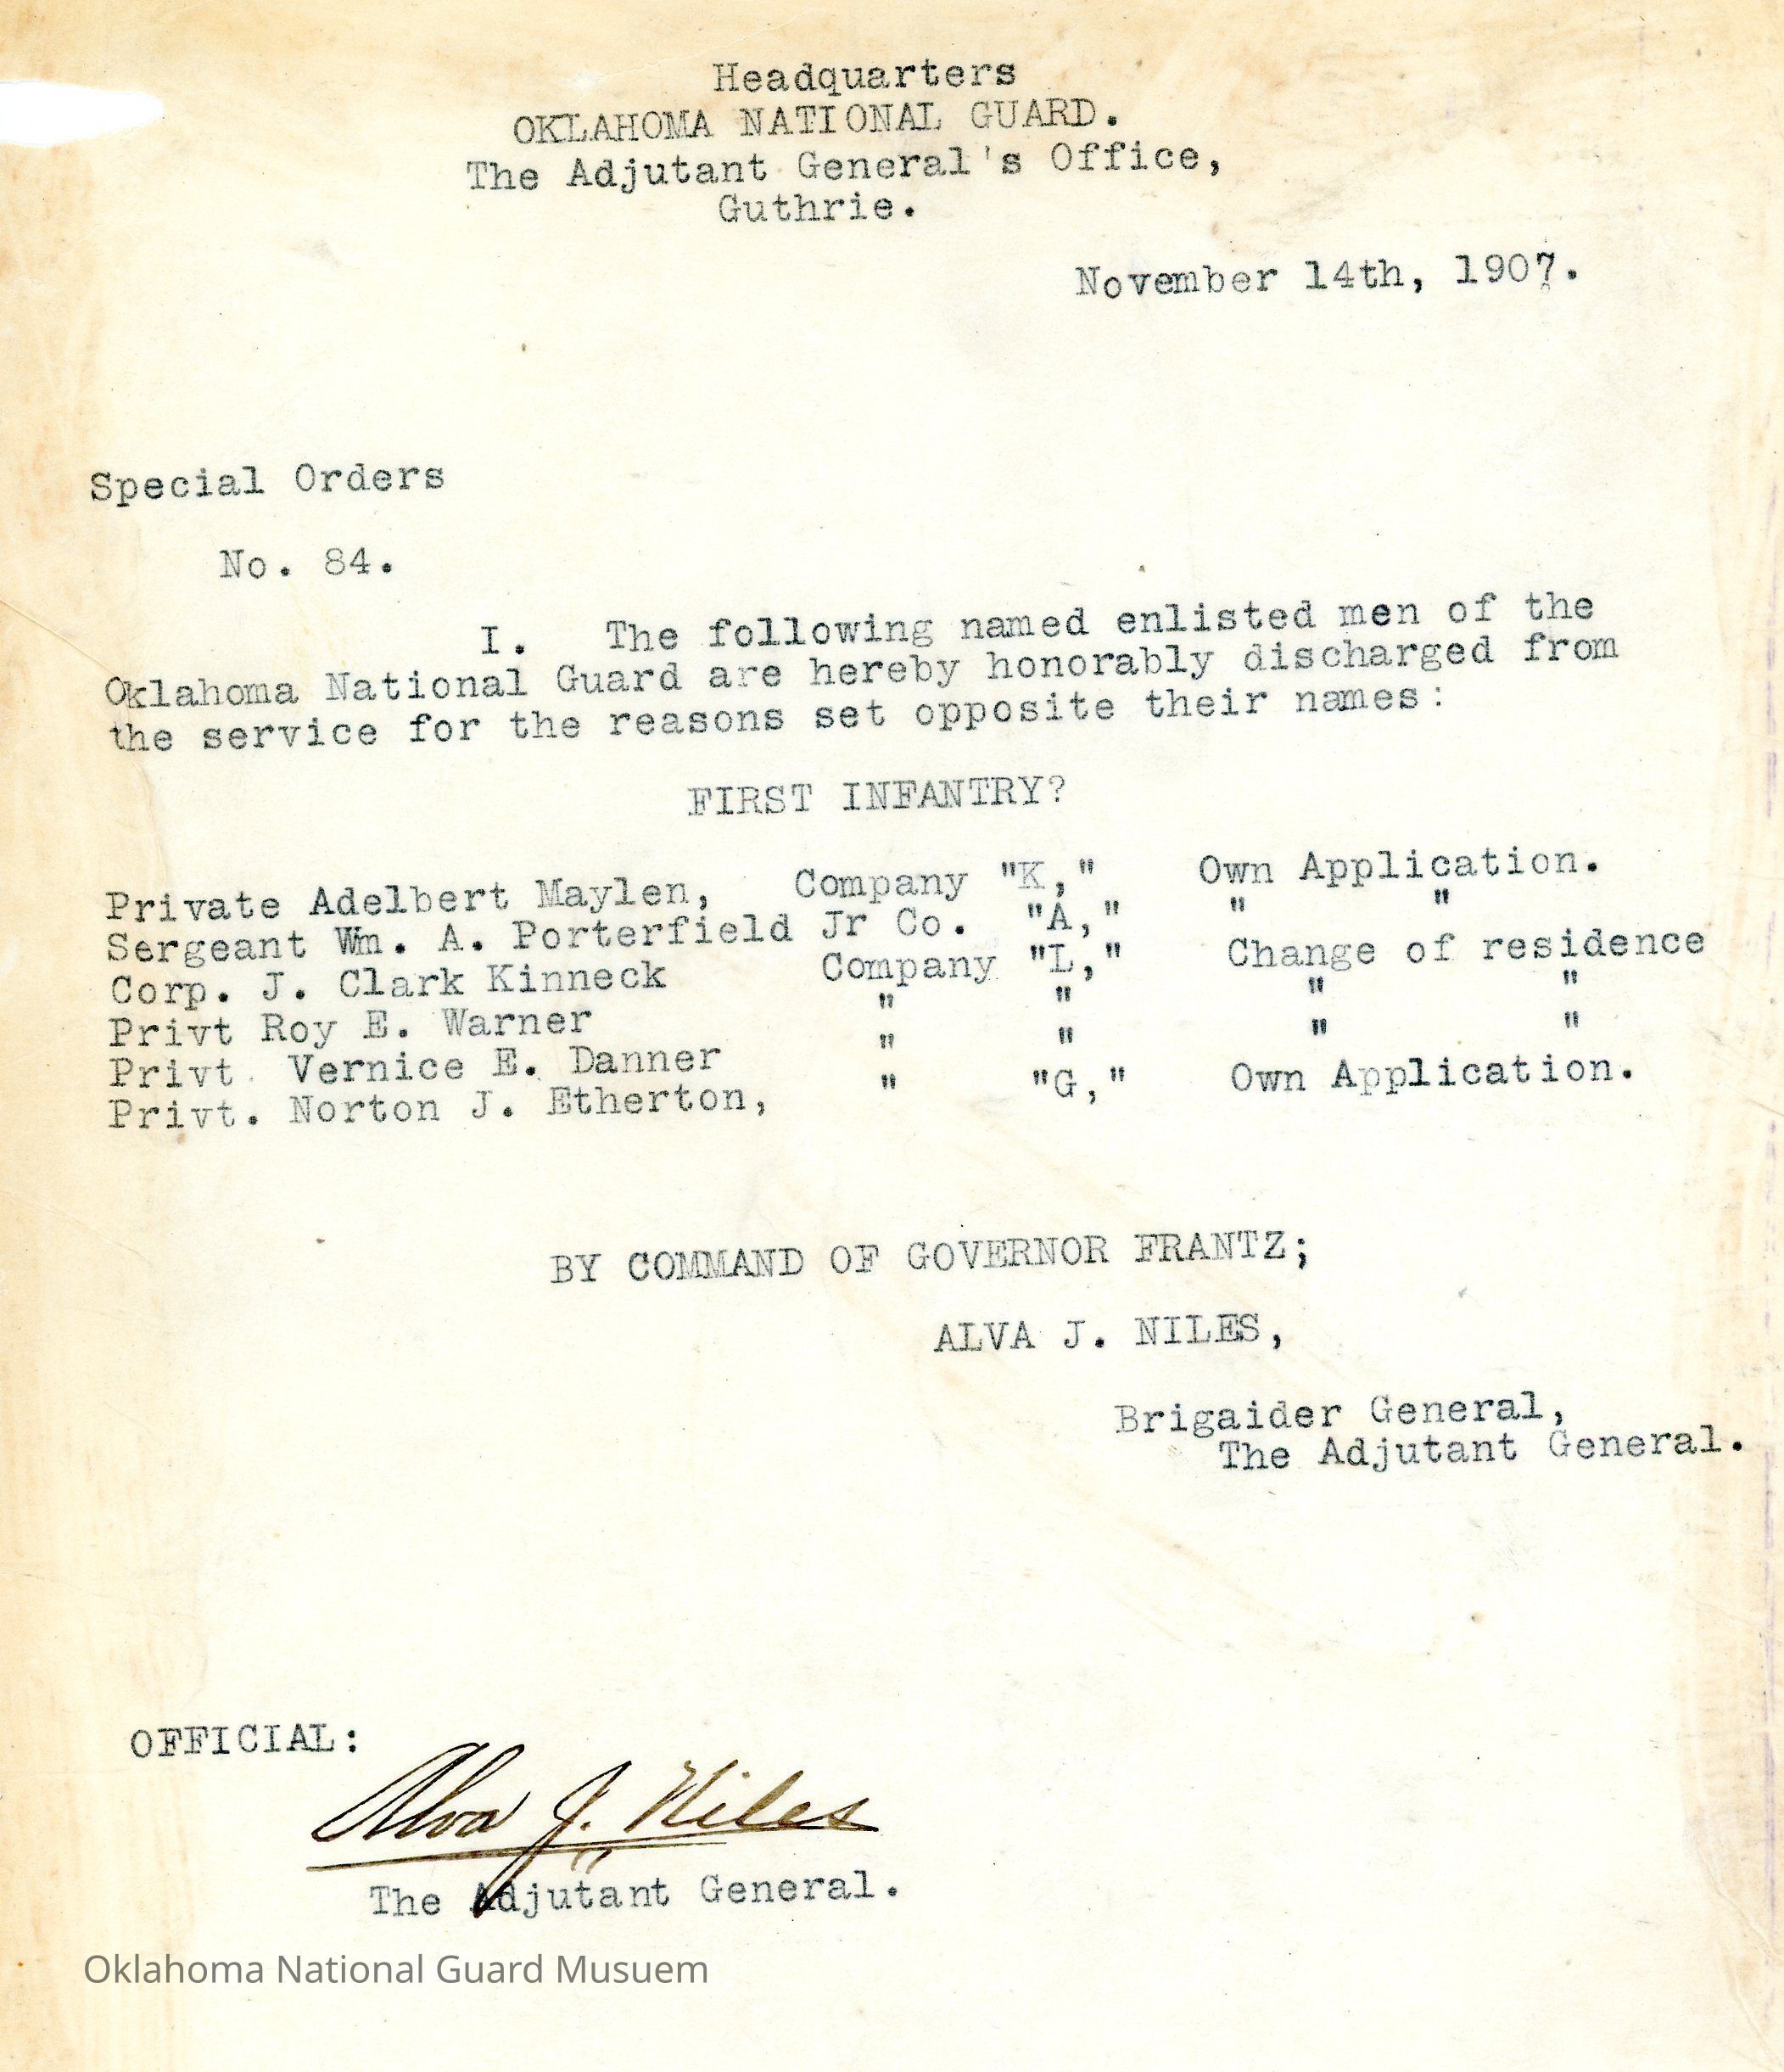 Headquarters
OKLAHOMA NATIONAL GUARD.
The Adjutant General's Office,
Guthrie.
November 14th, 1907.
Special Orders
No. 84.
I. The following named enlisted men of the
Oklahoma National Guard are hereby honorably discharged from
the service for the reasons set opposite their names:
FIRST INFANTRY?
Private Adelbert Maylen, Company "K," Own Application.
Sergeant Wm. A. Porterfield Jr Co. "A," " "
Corp. J. Clark Kinneck Company "L," Change of residence
Privt Roy E. Warner " " " "
Privt. Vernice E. Danner " " " "
Privt. Norton J. Etherton, " "G," Own Application.
BY COMMAND OF GOVERNOR FRANTZ;
ALVA J. NILES,
Brigaider General,
The Adjutant General.
OFFICIAL:
Alva J. Niles
The Adjutant General.
Oklahoma National Guard Musuem